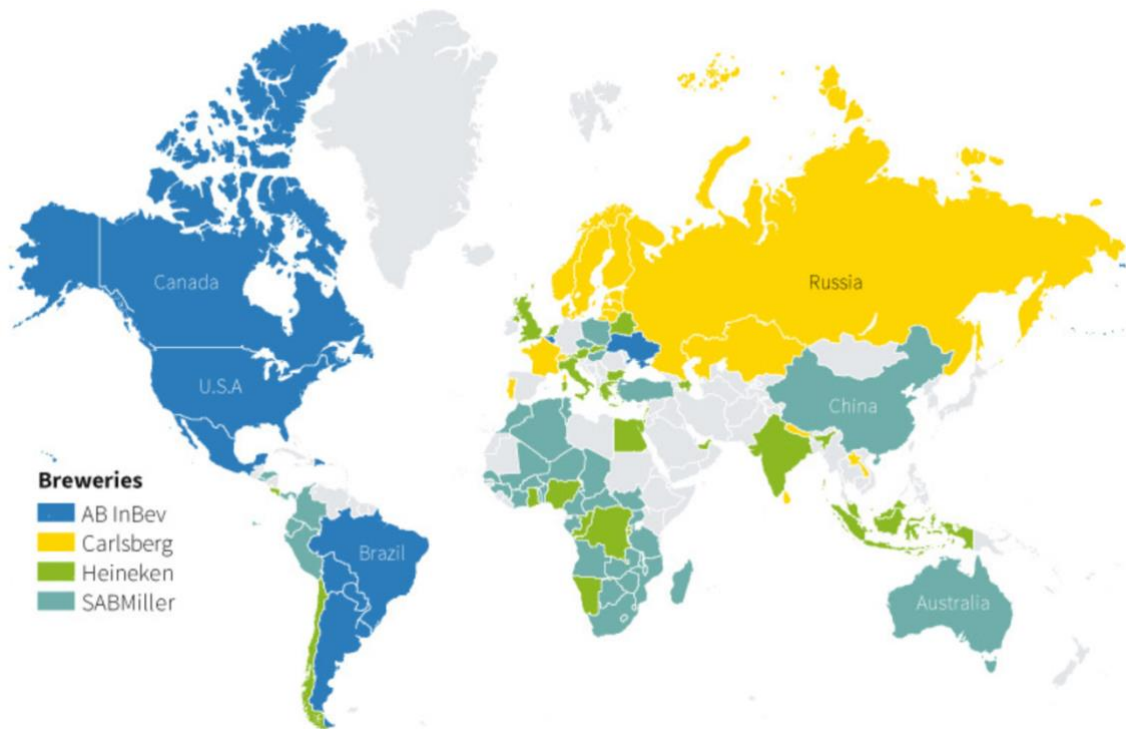 Canada
Russia
U.S.A
China
Breweries
AB InBev
Carlsberg
Brazil
Heineken
SABMiller
Australia